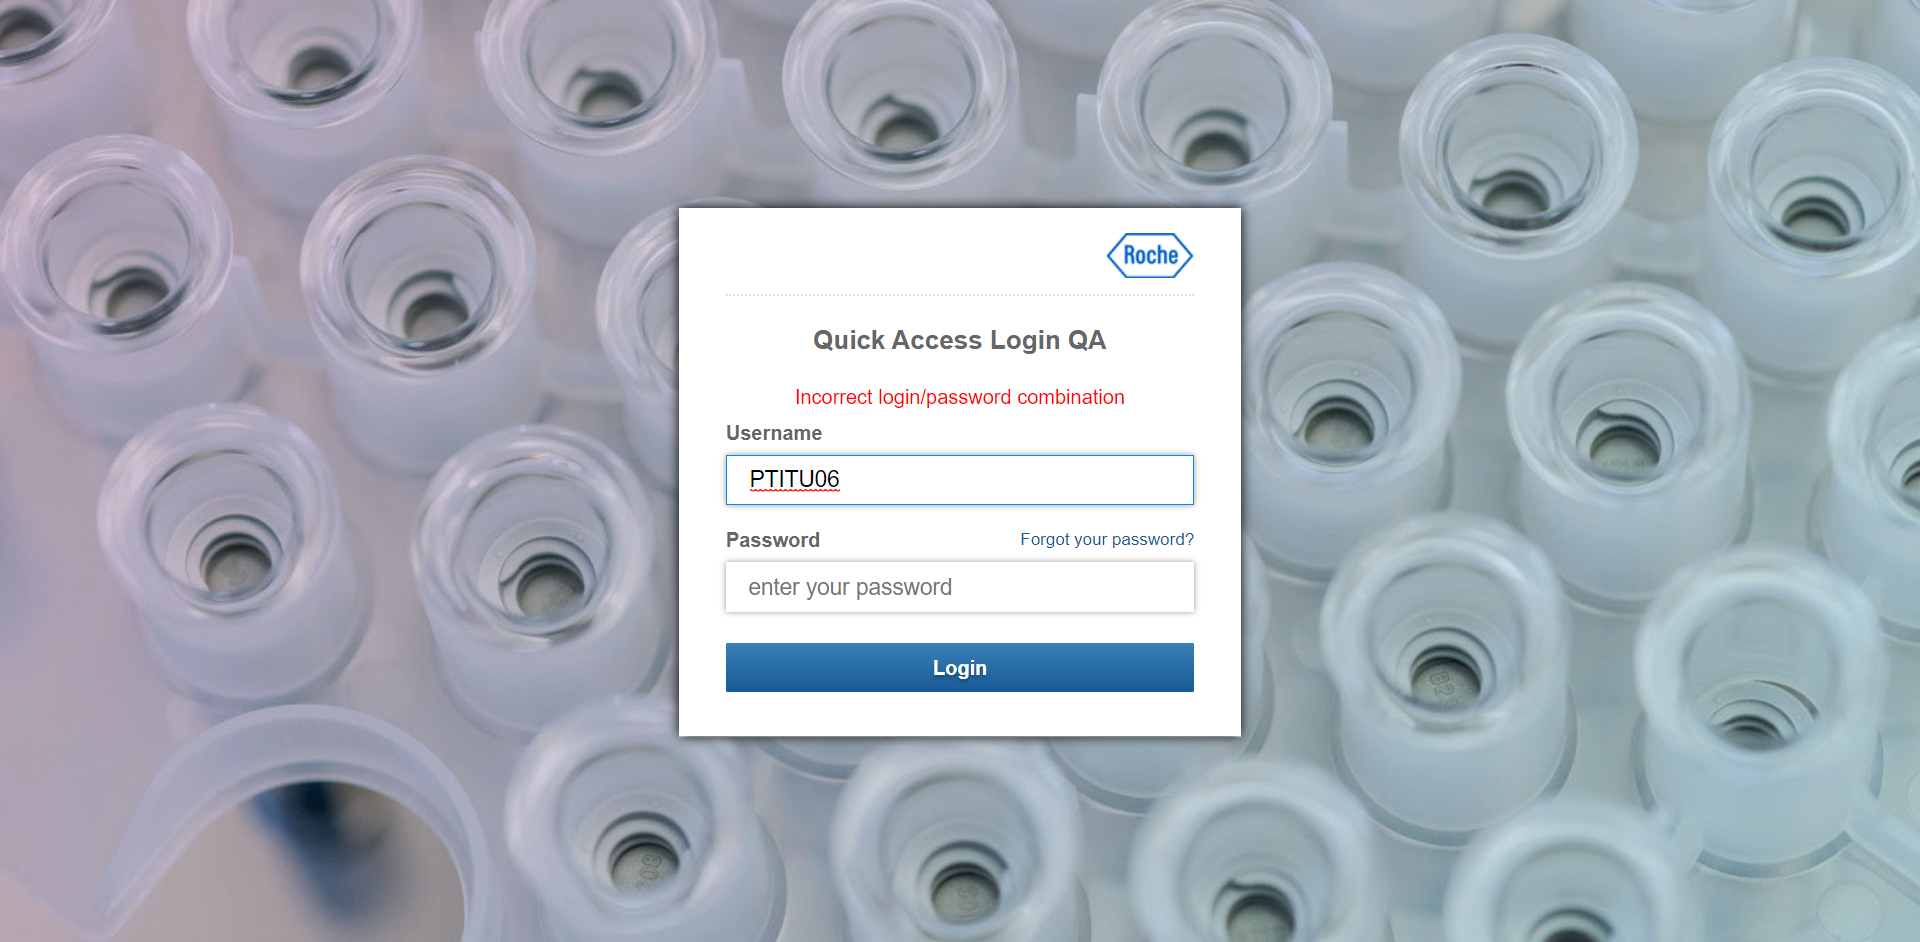 Roche
Quick Access Login QA
Incorrect login/password combination
Username
PTITU06
Password
Forgot your password?
enter your password
Login